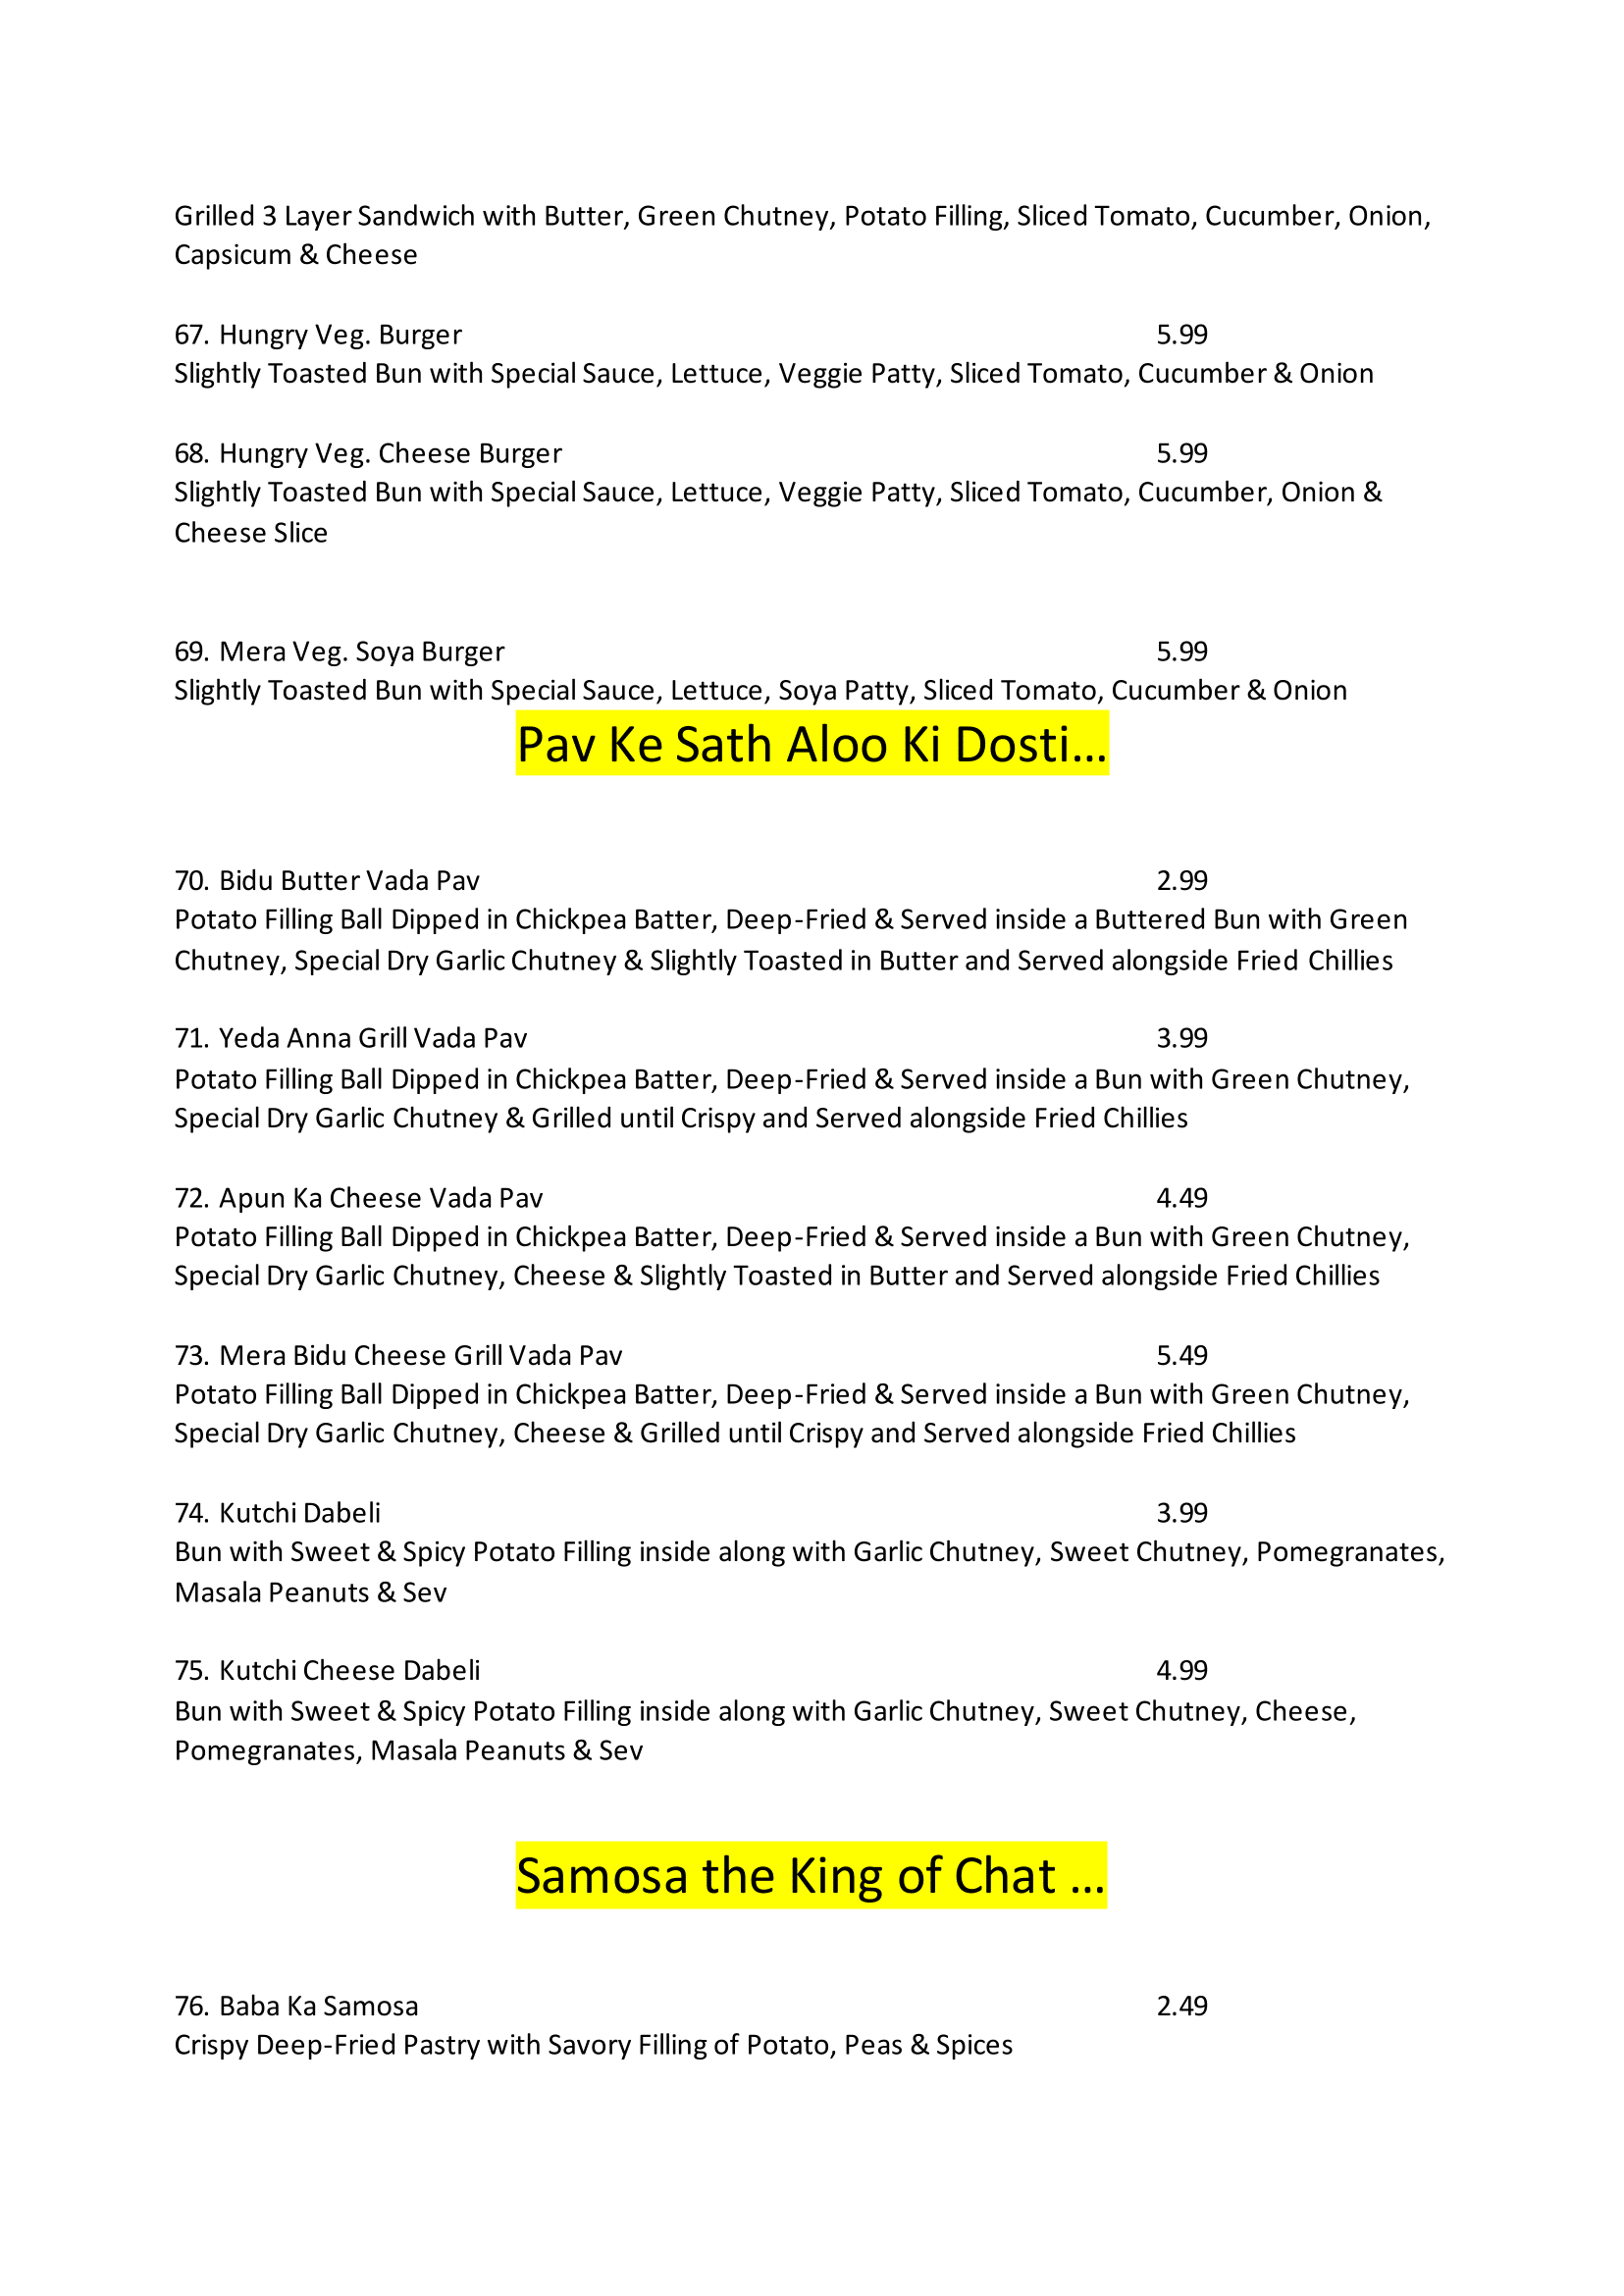 Grilled 3 Layer Sandwich with Butter, Green Chutney, Potato Filling, Sliced Tomato, Cucumber, Onion,
Capsicum & Cheese
67. Hungry Veg. Burger 5.99
Slightly Toasted Bun with Special Sauce, Lettuce, Veggie Patty, Sliced Tomato, Cucumber & Onion
68. Hungry Veg. Cheese Burger 5.99
Slightly Toasted Bun with Special Sauce, Lettuce, Veggie Patty, Sliced Tomato, Cucumber, Onion &
Cheese Slice
69. Mera Veg. Soya Burger 5.99
Slightly Toasted Bun with Special Sauce, Lettuce, Soya Patty, Sliced Tomato, Cucumber & Onion
Pav Ke Sath Aloo Ki Dosti...
70. Bidu Butter Vada Pav 2.99
Potato Filling Ball Dipped in Chickpea Batter, Deep-Fried & Served inside a Buttered Bun with Green
Chutney, Special Dry Garlic Chutney & Slightly Toasted in Butter and Served alongside Fried Chillies
71. Yeda Anna Grill Vada Pav 3.99
Potato Filling Ball Dipped in Chickpea Batter, Deep-Fried & Served inside a Bun with Green Chutney,
Special Dry Garlic Chutney & Grilled until Crispy and Served alongside Fried Chillies
72. Apun Ka Cheese Vada Pav 4.49
Potato Filling Ball Dipped in Chickpea Batter, Deep-Fried & Served inside a Bun with Green Chutney,
Special Dry Garlic Chutney, Cheese & Slightly Toasted in Butter and Served alongside Fried Chillies
73. Mera Bidu Cheese Grill Vada Pav 5.49
Potato Filling Ball Dipped in Chickpea Batter, Deep-Fried & Served inside a Bun with Green Chutney,
Special Dry Garlic Chutney, Cheese & Grilled until Crispy and Served alongside Fried Chillies
74. Kutchi Dabeli 3.99
Bun with Sweet & Spicy Potato Filling inside along with Garlic Chutney, Sweet Chutney, Pomegranates,
Masala Peanuts & Sev
75. Kutchi Cheese Dabeli 4.99
Bun with Sweet & Spicy Potato Filling inside along with Garlic Chutney, Sweet Chutney, Cheese,
Pomegranates, Masala Peanuts & Sev
Samosa the King of Chat ...
76. Baba Ka Samosa 2.49
Crispy Deep-Fried Pastry with Savory Filling of Potato, Peas & Spices